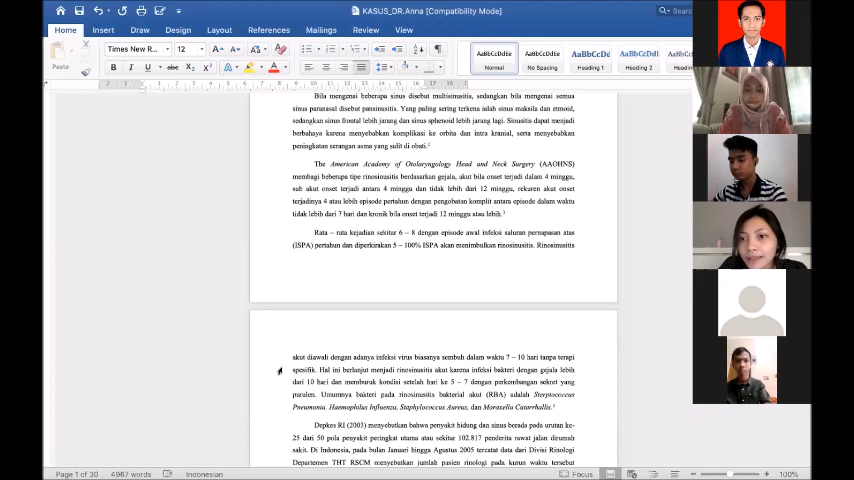 KASUS_DR.Anna [Compatibility Mode]
Home Insert Draw Design Layout References Mailings Review View
Paste
Times New R... 12
AaBbCcDdEe AaBbCcDdEe AaBbCcDd AaBbCcDdI
Normal No Spacing Heading 1 Heading 2
Bila mengenai beberapa sinus disebut multisinusitis, sedangkan bila mengenai semua
sinus paranasal disebut pansinusitis. Yang paling sering terkena ialah sinus maksila dan etmoid,
sedangkan sinus frontal lebih jarang dan sinus sphenoid lebih jarang lagi. Sinusitis dapat menjadi
berbahaya karena menyebabkan komplikasi ke orbita dan intra kranial, serta menyebabkan
peningkatan serangan asma yang sulit di obati.²
The American Academy of Otolaryngology Head and Neck Surgery (AAOHNS)
membagi beberapa tipe rinosinusitis berdasarkan gejala, akut bila onset terjadi dalam 4 minggu,
sub akut onset terjadi antara 4 minggu dan tidak lebih dari 12 minggu, rekuren akut onset
terjadinya 4 atau lebih episode pertahun dengan pengobatan komplit antara episode dalam waktu
tidak lebih dari 7 hari dan kronik bila onset terjadi 12 minggu atau lebih.³
Rata – rata kejadian sekitar 6 – 8 dengan episode awal infeksi saluran pernapasan atas
(ISPA) pertahun dan diperkirakan 5 – 100% ISPA akan menimbulkan rinosinusitis. Rinosinusitis
akut diawali dengan adanya infeksi virus biasanya sembuh dalam waktu 7 – 10 hari tanpa terapi
spesifik. Hal ini berlanjut menjadi rinosinusitis akut karena infeksi bakteri dengan gejala lebih
dari 10 hari dan memburuk kondisi setelah hari ke 5 – 7 dengan perkembangan sekret yang
purulen. Umumnya bakteri pada rinosinusitis bakterial akut (RBA) adalah Sterptococcus
Pneumonia. Haemophilus Influenza, Staphylococcus Aureus, dan Moraxella Catarrhallis.
Depkes RI (2003) menyebutkan bahwa penyakit hidung dan sinus berada pada urutan ke-
25 dari 50 pola penyakit peringkat utama atau sekitar 102.817 penderita rawat jalan dirumah
sakit. Di Indonesia, pada bulan Januari hingga Agustus 2005 tercatat data dari Divisi Rinologi
Departemen THT RSCM menyebutkan jumlah pasien rinologi pada kurun waktu tersebut
Page 1 of 30 4967 words Indonesian Focus 100%